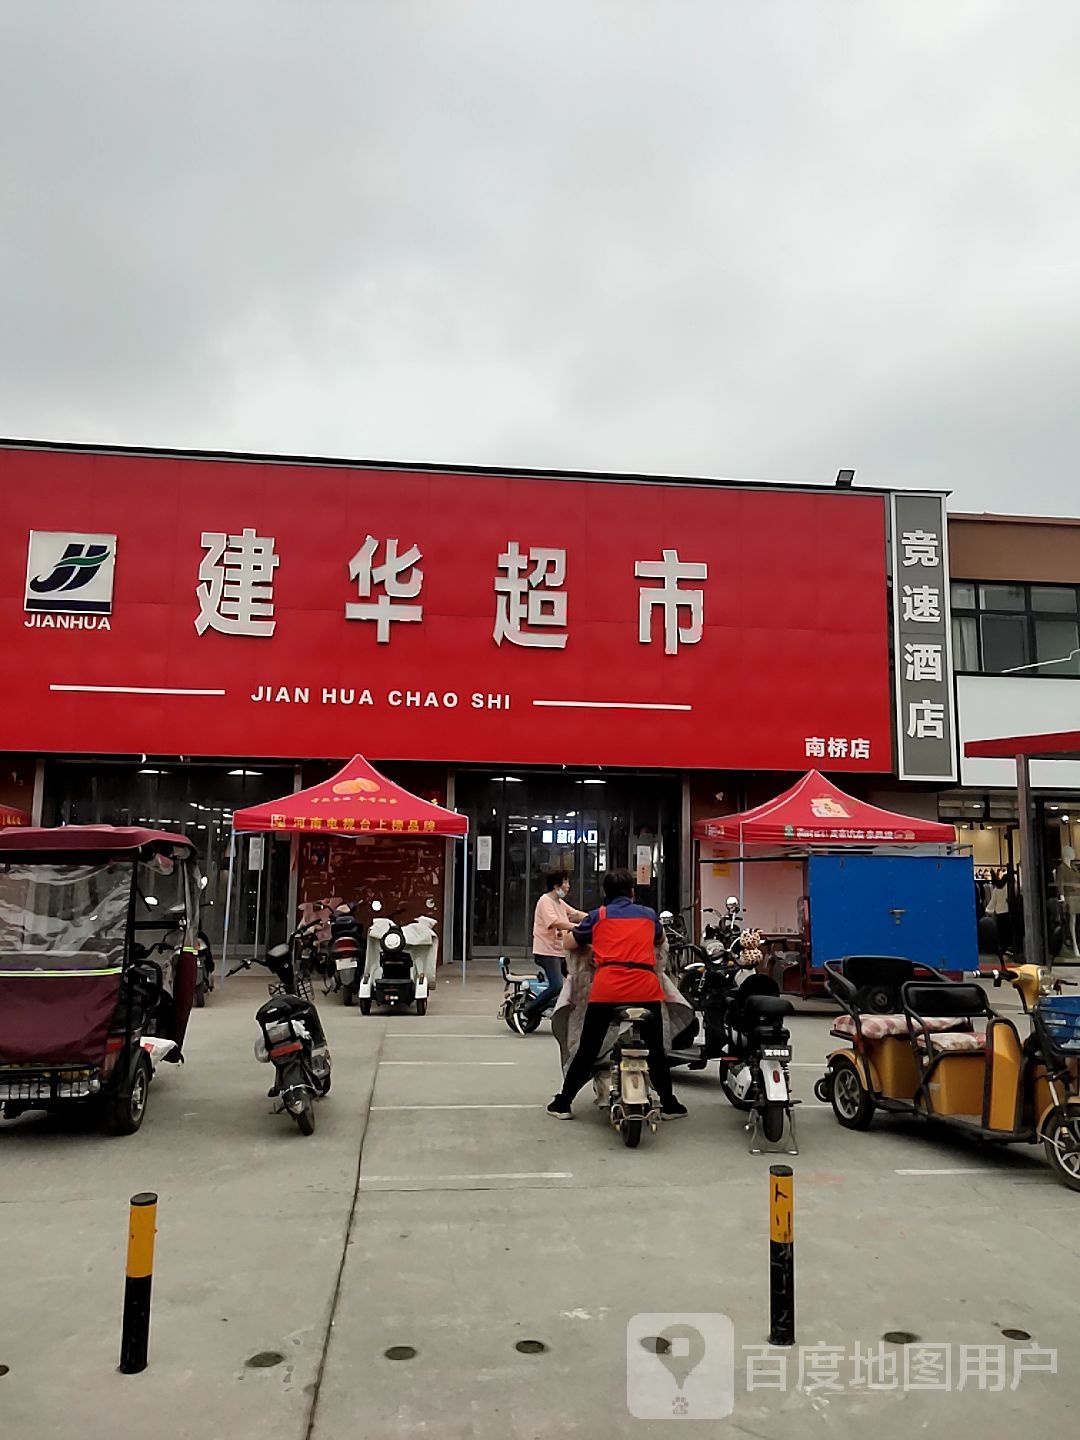 JIANHUA
建华超市
JIAN HUA CHAO SHI
南桥店
竞速酒店
河南电视台上榜品牌
超市入口
百度地图用户